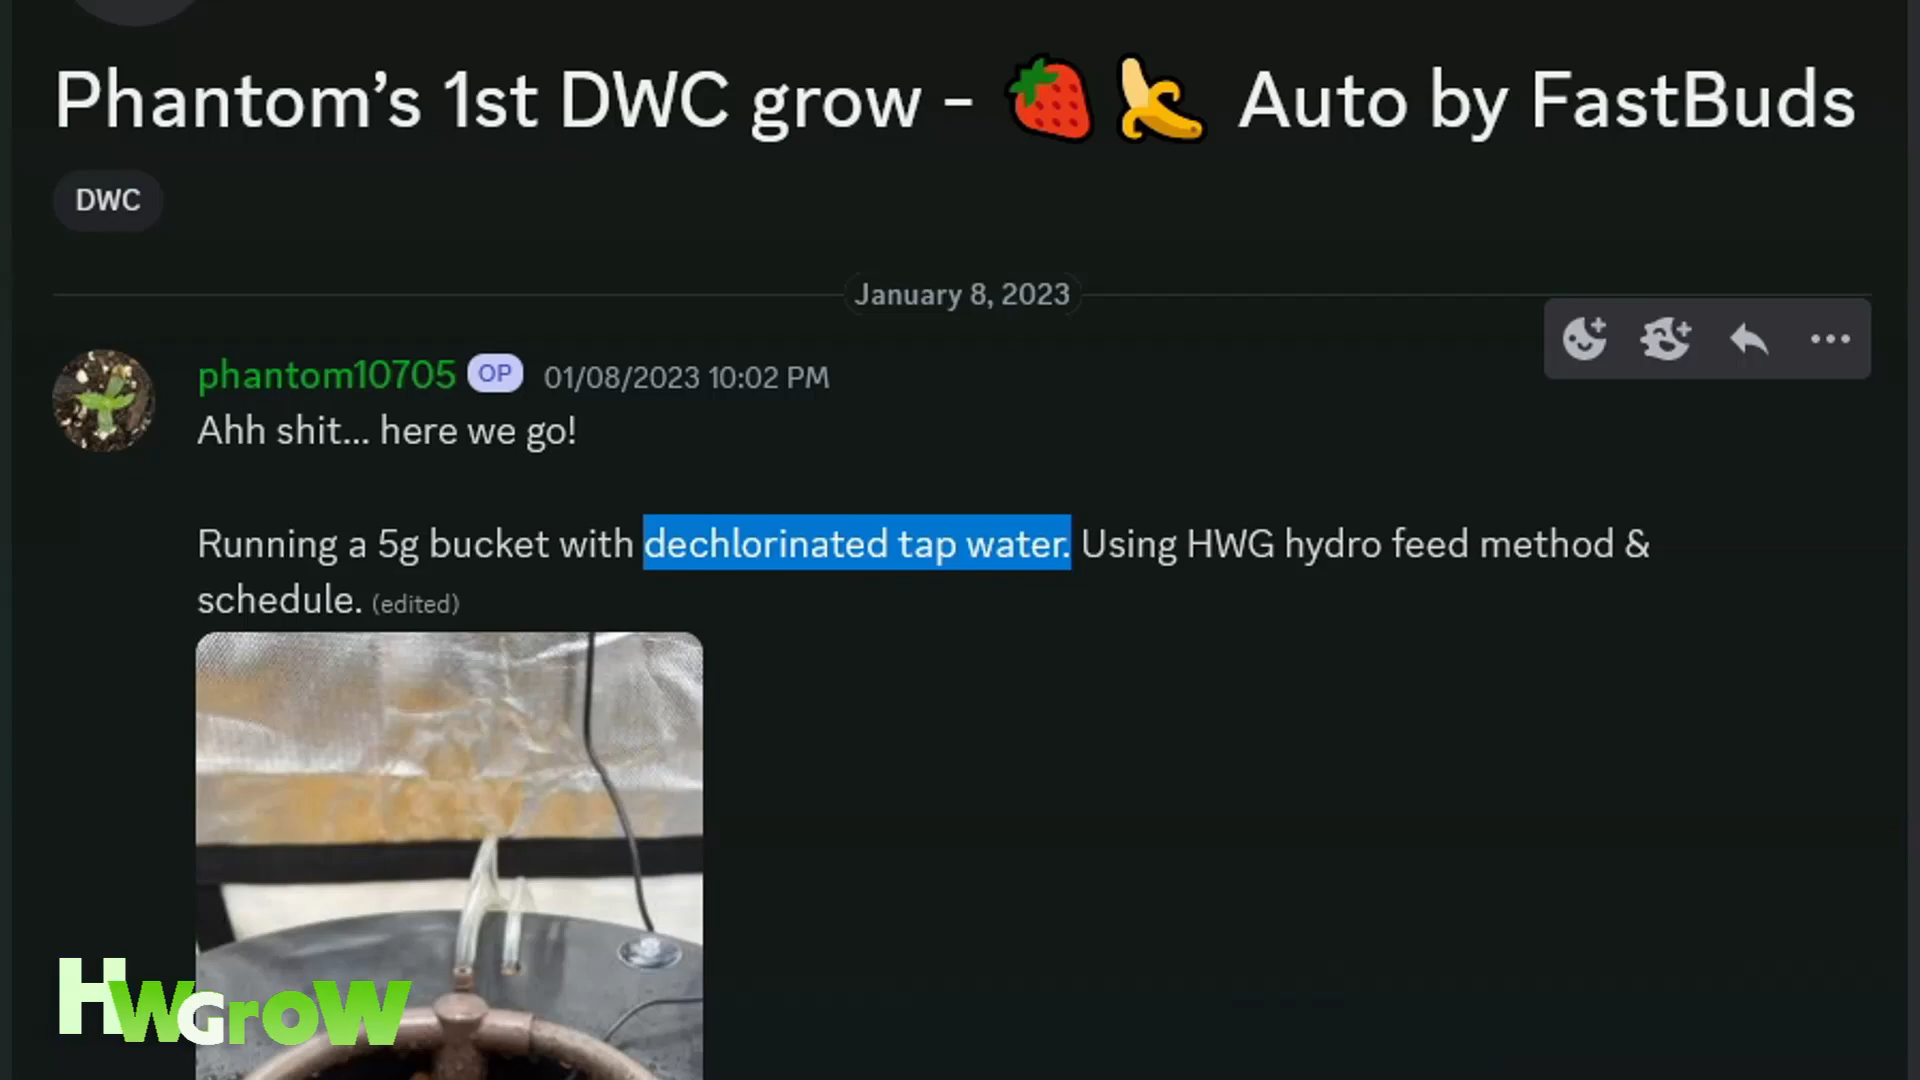 Phantom’s 1st DWC grow - 🍓🍌 Auto by FastBuds
DWC
January 8, 2023
phantom10705 OP 01/08/2023 10:02 PM
Ahh shit... here we go!
Running a 5g bucket with dechlorinated tap water. Using HWG hydro feed method &
schedule. (edited)
HWGroW